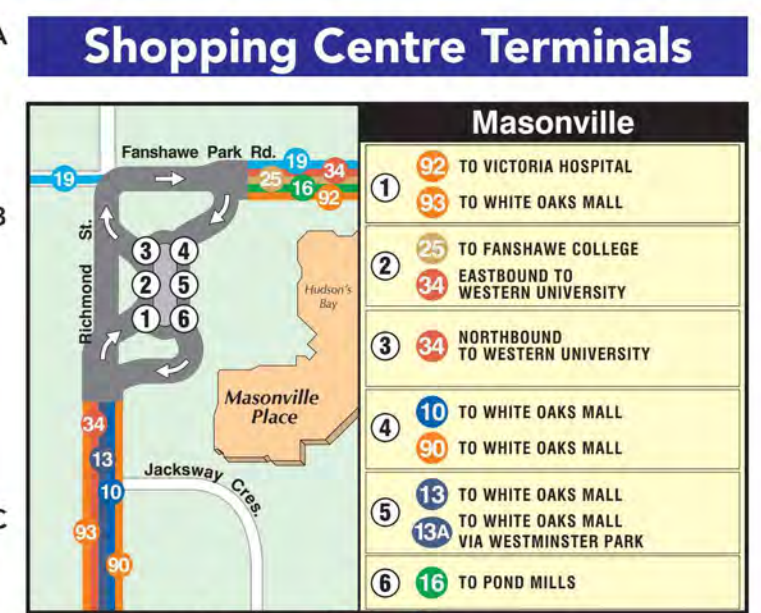 A
Shopping Centre Terminals
B
C
Fanshawe Park Rd.
19
19
34
25
16
92
Richmond St.
3 4
2 5
1 6
Hudson's
Bay
Masonville
Place
34
13
Jacksway Cres.
10
93
90
Masonville
1
92 TO VICTORIA HOSPITAL
93 TO WHITE OAKS MALL
2
25 TO FANSHAWE COLLEGE
34 EASTBOUND TO
WESTERN UNIVERSITY
3
34 NORTHBOUND
TO WESTERN UNIVERSITY
4
10 TO WHITE OAKS MALL
90 TO WHITE OAKS MALL
5
13 TO WHITE OAKS MALL
13A TO WHITE OAKS MALL
VIA WESTMINSTER PARK
6 16 TO POND MILLS